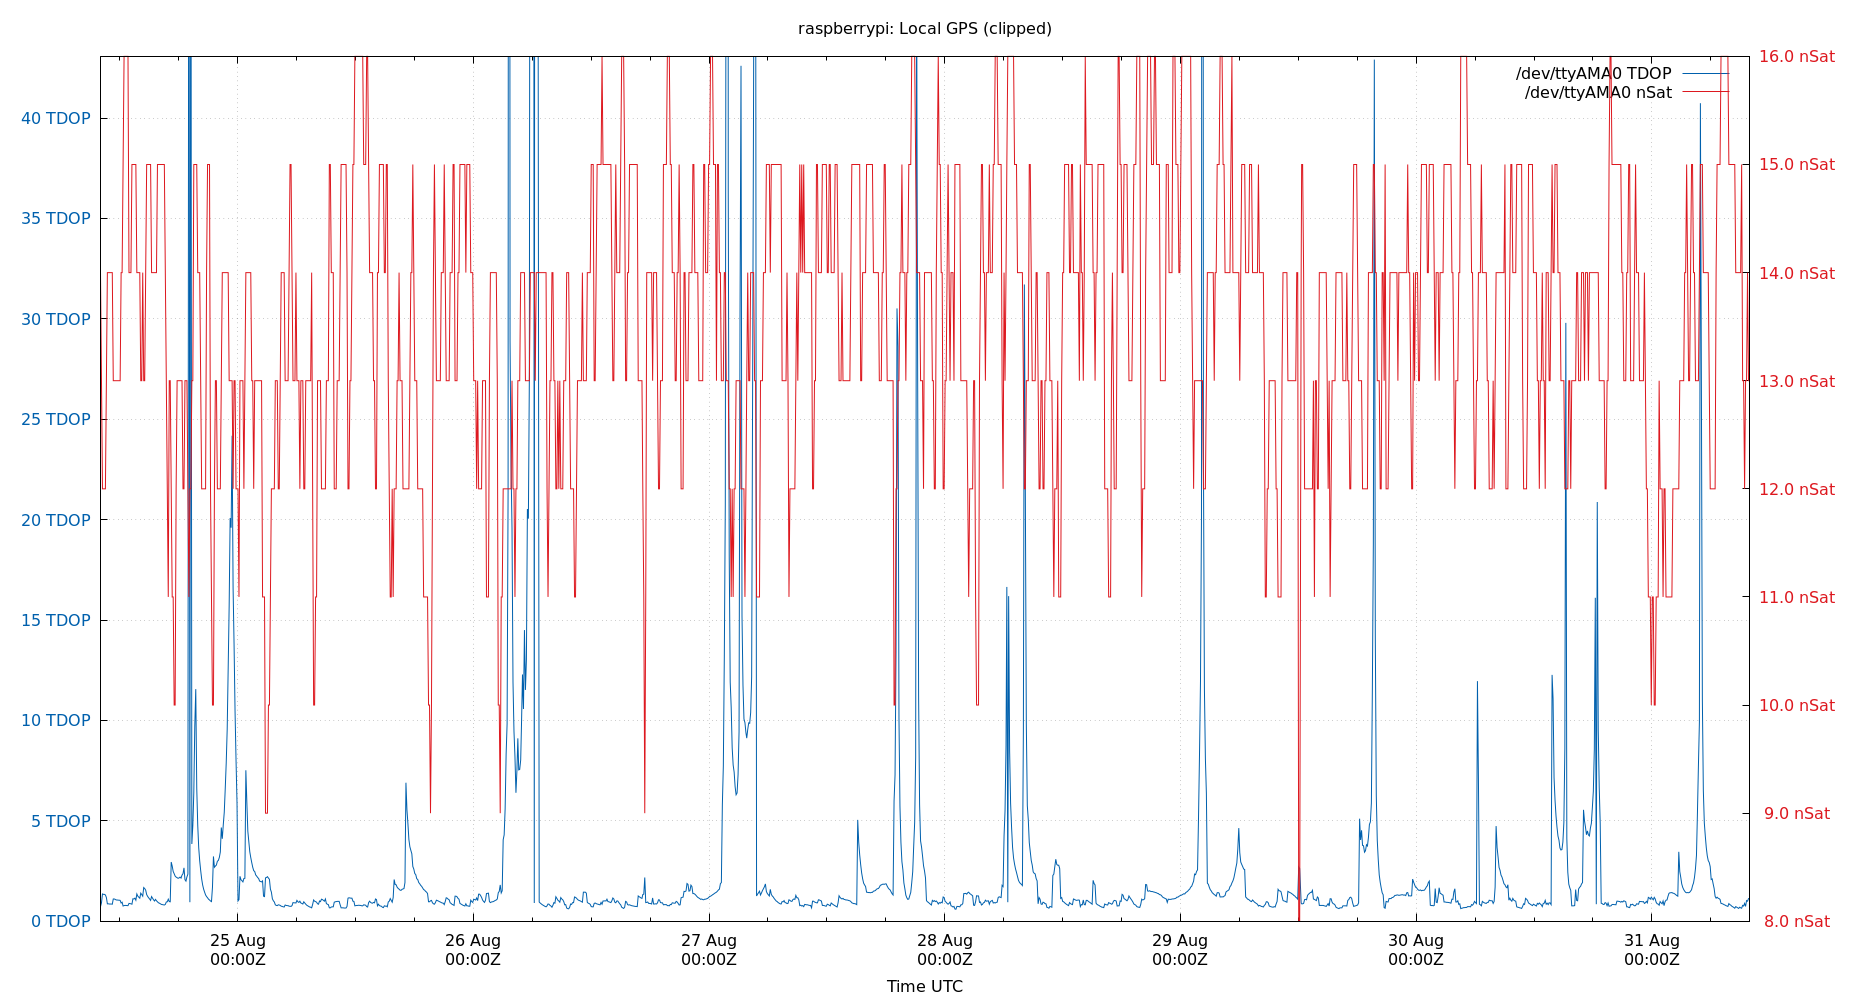 raspberrypi: Local GPS (clipped)
/dev/ttyAMA0 TDOP
/dev/ttyAMA0 nSat
40 TDOP
35 TDOP
30 TDOP
25 TDOP
20 TDOP
15 TDOP
10 TDOP
5 TDOP
0 TDOP
16.0 nSat
15.0 nSat
14.0 nSat
13.0 nSat
12.0 nSat
11.0 nSat
10.0 nSat
9.0 nSat
8.0 nSat
25 Aug
00:00Z
26 Aug
00:00Z
27 Aug
00:00Z
28 Aug
00:00Z
29 Aug
00:00Z
30 Aug
00:00Z
31 Aug
00:00Z
Time UTC